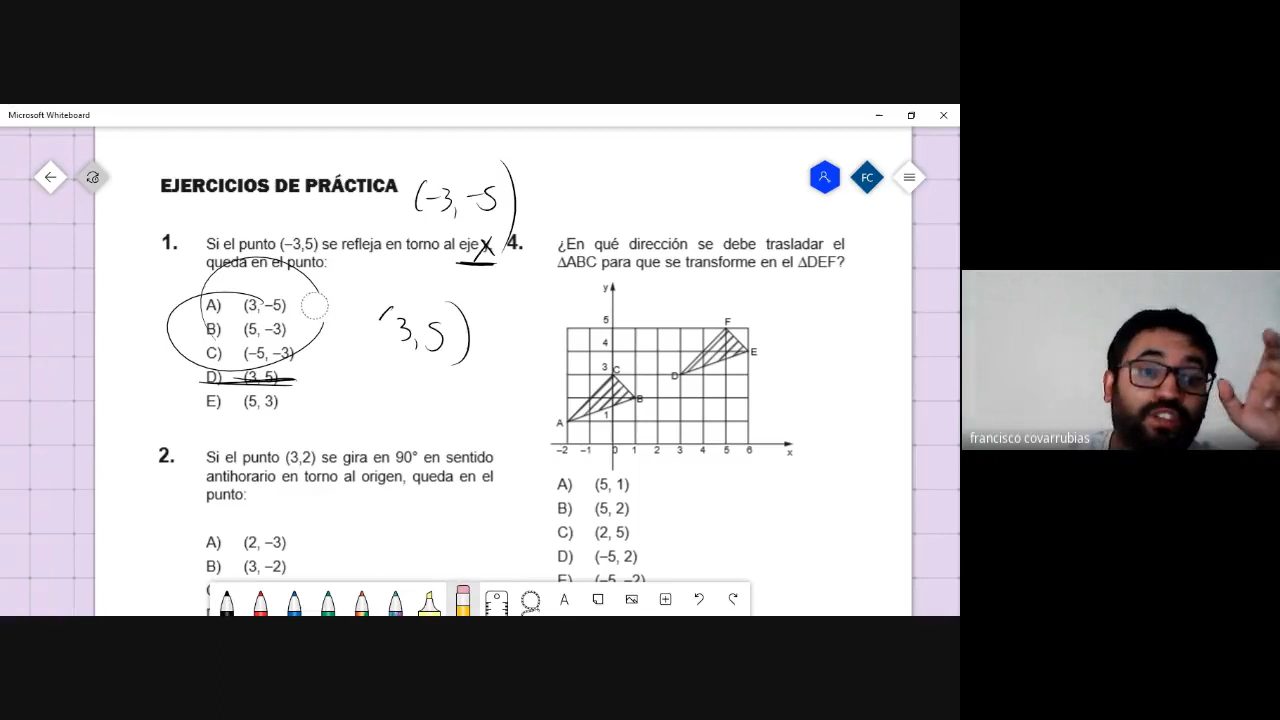 Microsoft Whiteboard
FC
EJERCICIOS DE PRÁCTICA
(-3, -5)
1. Si el punto (–3,5) se refleja en torno al eje x
queda en el punto:
A) (3, –5)
B) (5, –3)
C) (–5, –3)
D) (3, 5)
E) (5, 3)
(3, 5)
2. Si el punto (3,2) se gira en 90° en sentido
antihorario en torno al origen, queda en el
punto:
A) (2, –3)
B) (3, –2)
4. ¿En qué dirección se debe trasladar el
ΔABC para que se transforme en el ΔDEF?
y
5
4
3
1
F
E
D
C
B
A
–2 –1 0 1 2 3 4 5 6 x
A) (5, 1)
B) (5, 2)
C) (2, 5)
D) (–5, 2)
E) (–5, –2)
A
francisco covarrubias